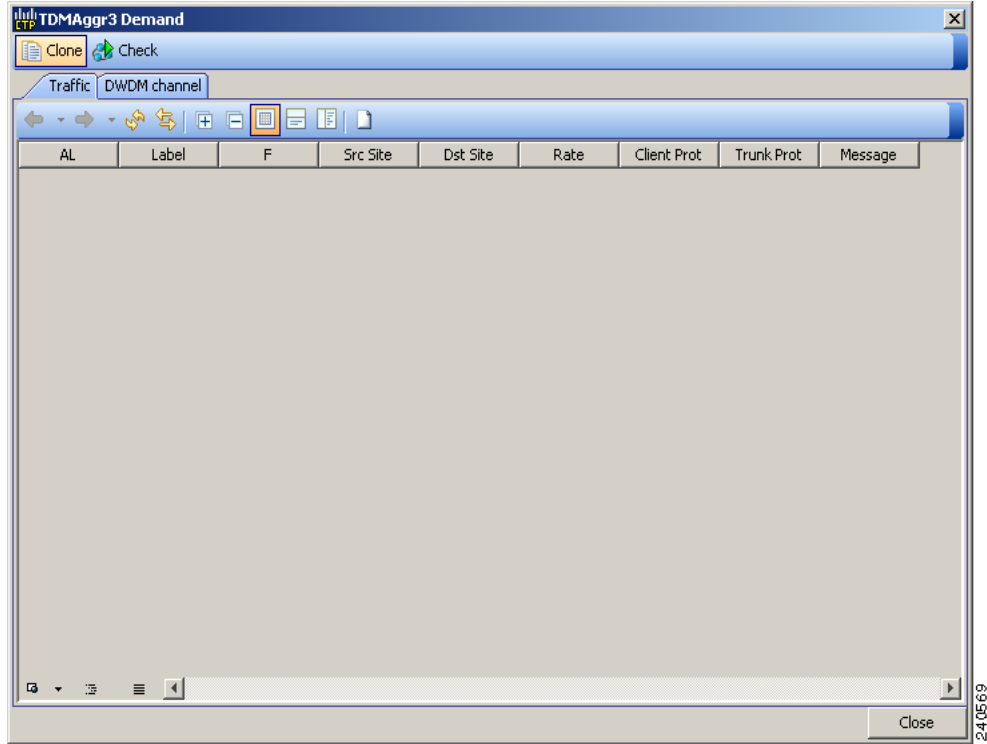 CTP TDMAggr3 Demand
Clone Check
Traffic DWDM channel
AL Label F Src Site Dst Site Rate Client Prot Trunk Prot Message
Close
240569